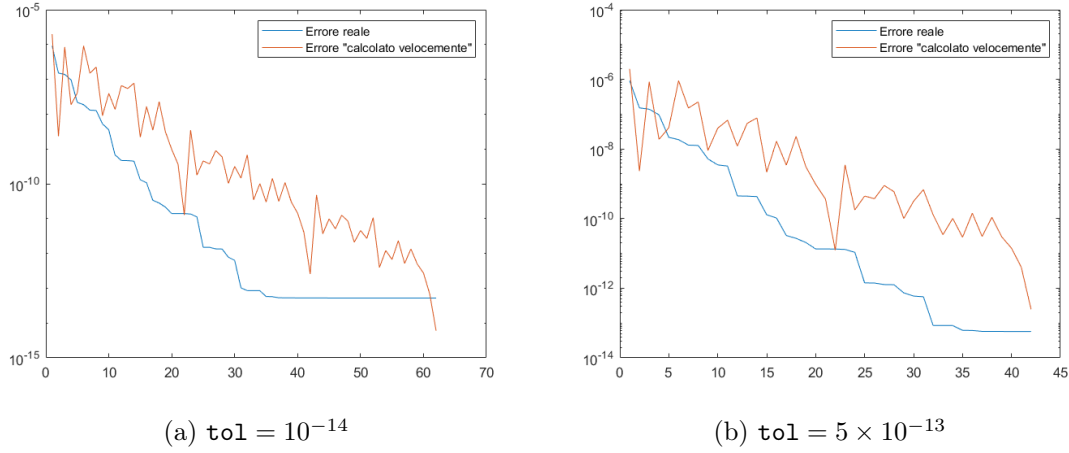 10^-5
10^-10
10^-15
0 10 20 30 40 50 60 70
Errore reale
Errore "calcolato velocemente"
(a) tol = 10^-14
10^-4
10^-6
10^-8
10^-10
10^-12
10^-14
0 5 10 15 20 25 30 35 40 45
Errore reale
Errore "calcolato velocemente"
(b) tol = 5 × 10^-13